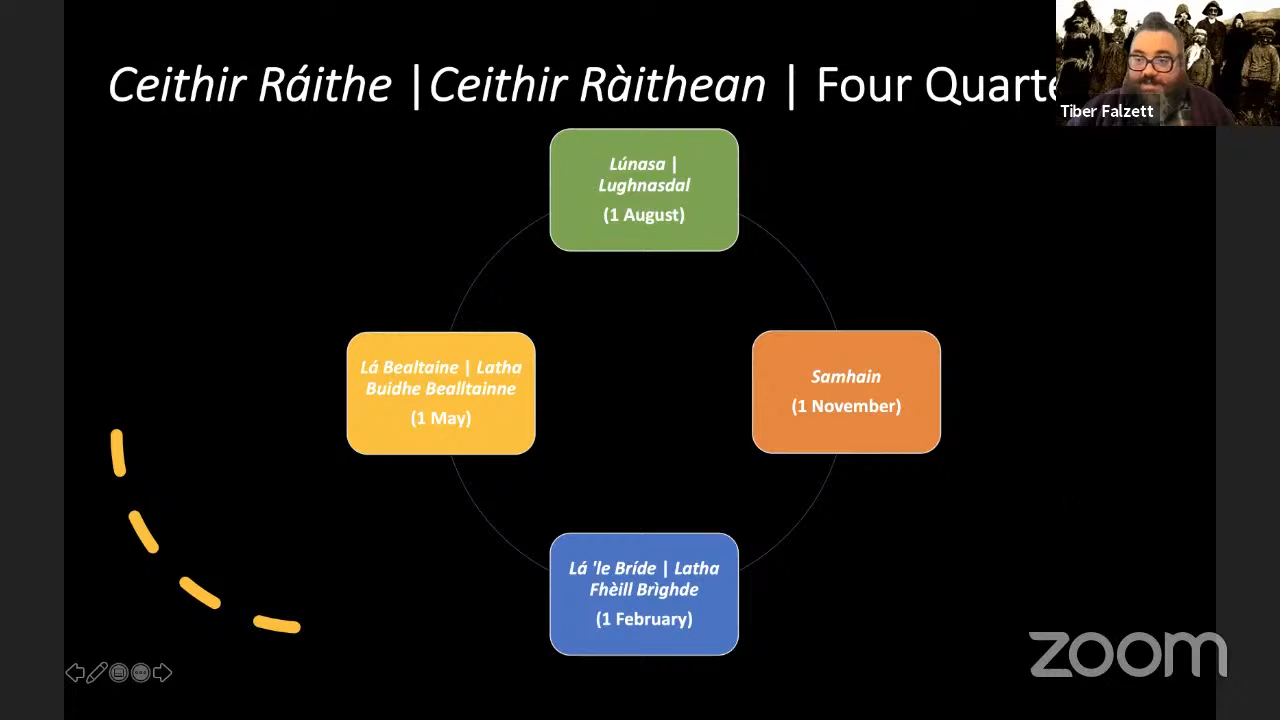 Ceithir Ráithe |Ceithir Ràithean | Four Quarte
Tiber Falzett
Lúnasa |
Lughnasdal
(1 August)
Lá Bealtaine | Latha
Buidhe Bealltainne
(1 May)
Samhain
(1 November)
Lá 'le Bríde | Latha
Fhèill Brìghde
(1 February)
zoom